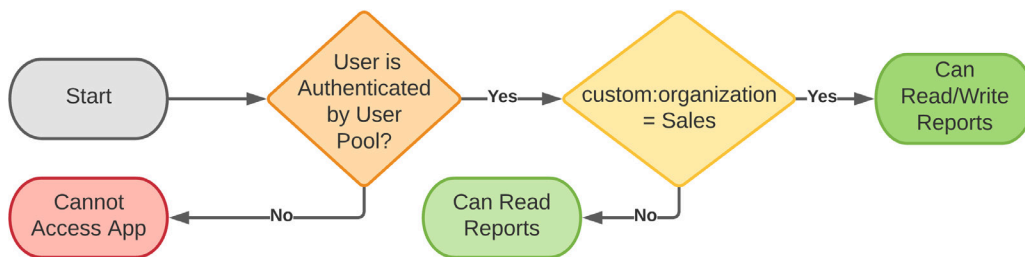 Start
User is
Authenticated
by User
Pool?
Yes
custom:organization
= Sales
Yes
Can
Read/Write
Reports
Cannot
Access App
No
Can Read
Reports
No